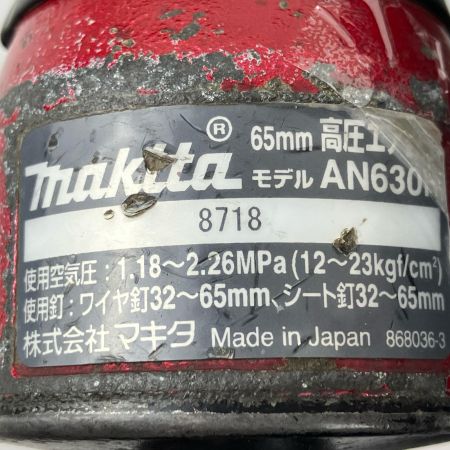 makita® 65mm 高圧エア
モデル AN630
8718
使用空気圧:1.18〜2.26MPa(12〜23kgf/cm²)
使用釘:ワイヤ釘32〜65mm、シート釘32〜65mm
株式会社 マキタ Made in Japan 868036-3